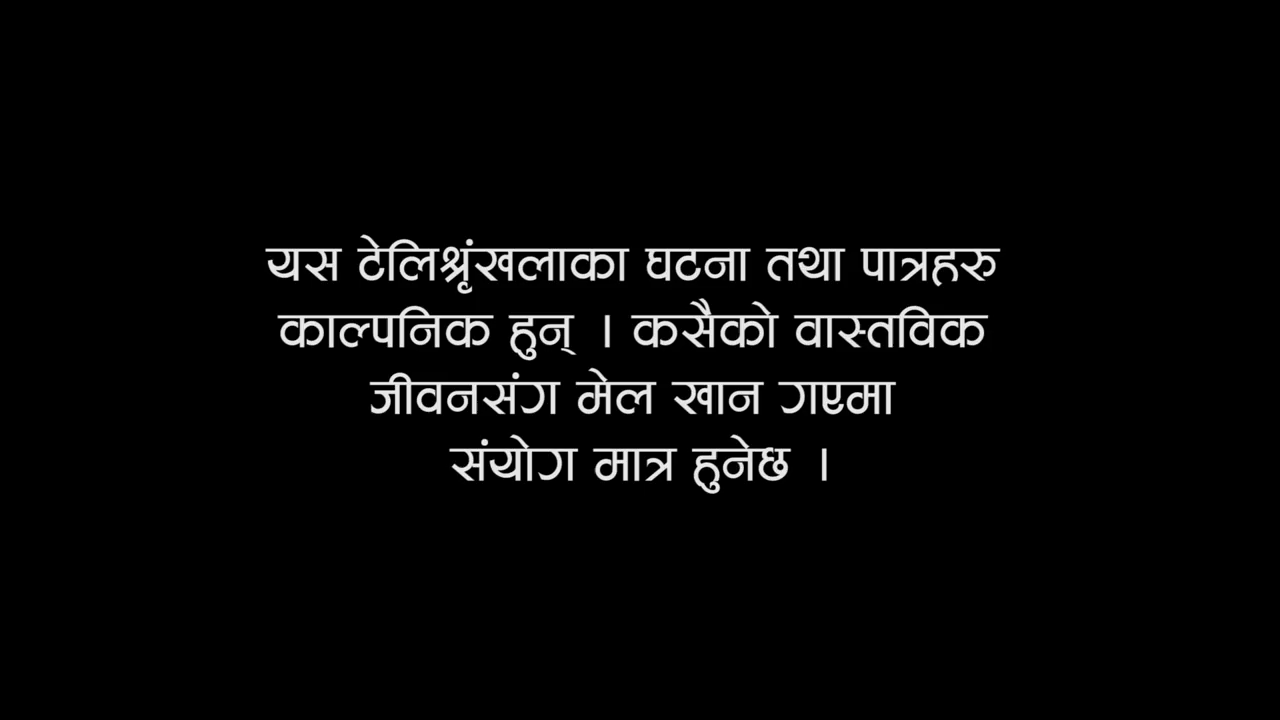 यस टेलिश्रृंखलाका घटना तथा पात्रहरु
काल्पनिक हुन् । कसैको वास्तविक
जीवनसंग मेल खान गएमा
संयोग मात्र हुनेछ ।